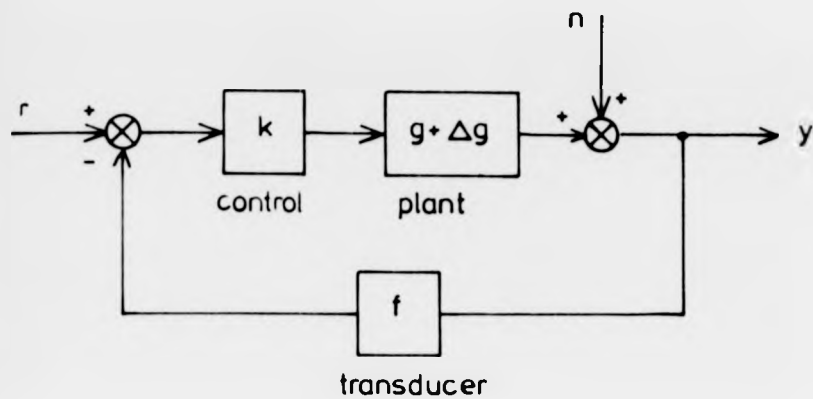 n
r + k g + Δg + + y
-
control plant
f
transducer